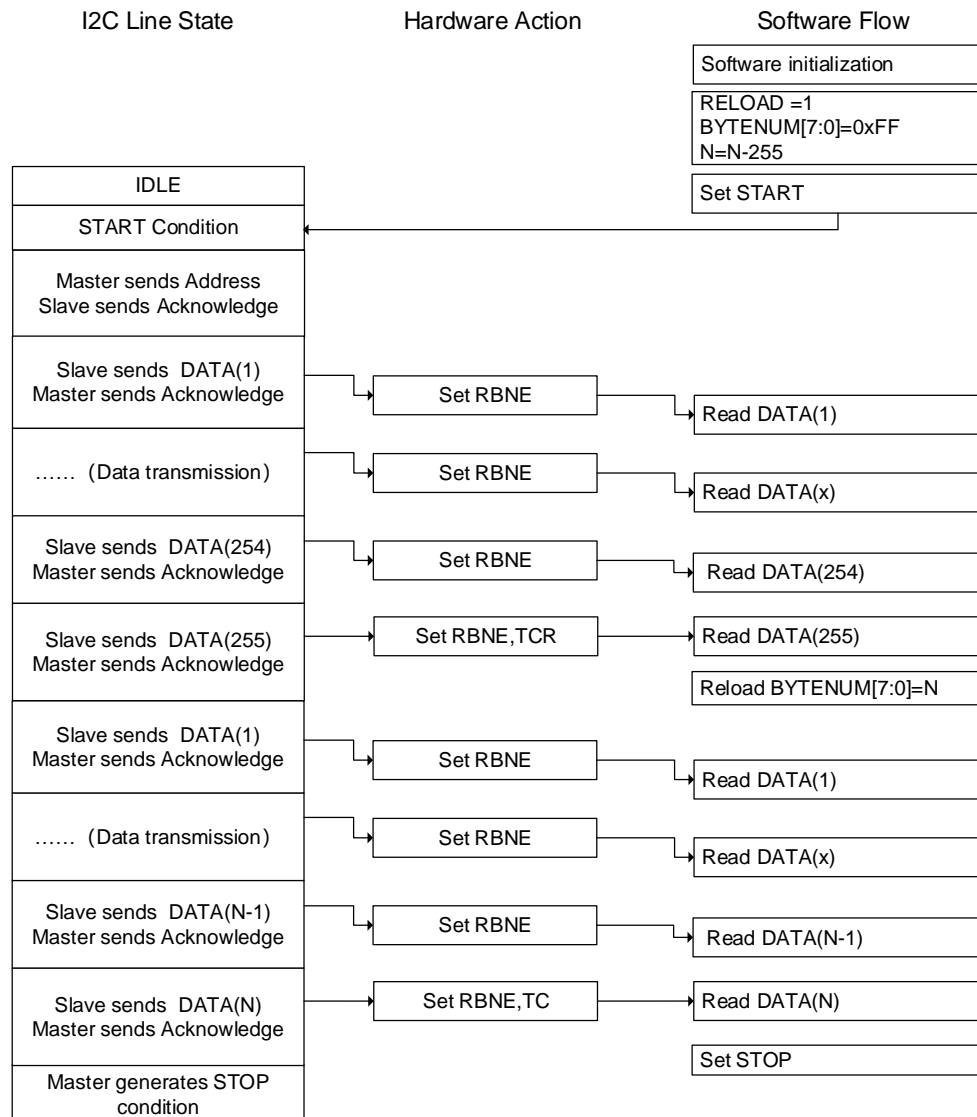 I2C Line State
Hardware Action
Software Flow
Software initialization
RELOAD =1
BYTENUM[7:0]=0xFF
N=N-255
IDLE
Set START
START Condition
Master sends Address
Slave sends Acknowledge
Slave sends DATA(1)
Master sends Acknowledge
Set RBNE
Read DATA(1)
...... (Data transmission)
Set RBNE
Read DATA(x)
Slave sends DATA(254)
Master sends Acknowledge
Set RBNE
Read DATA(254)
Slave sends DATA(255)
Master sends Acknowledge
Set RBNE,TCR
Read DATA(255)
Reload BYTENUM[7:0]=N
Slave sends DATA(1)
Master sends Acknowledge
Set RBNE
Read DATA(1)
...... (Data transmission)
Set RBNE
Read DATA(x)
Slave sends DATA(N-1)
Master sends Acknowledge
Set RBNE
Read DATA(N-1)
Slave sends DATA(N)
Master sends Acknowledge
Set RBNE,TC
Read DATA(N)
Set STOP
Master generates STOP
condition